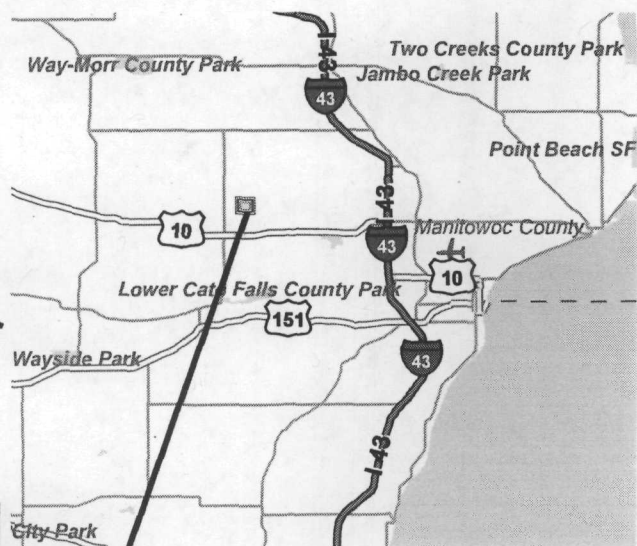 I-43
Two Creeks County Park
Way-Morr County Park
Jambo Creek Park
43
Point Beach SF
I-43
10
Manitowoc County
43
10
Lower Cato Falls County Park
151
Wayside Park
43
I-43
City Park